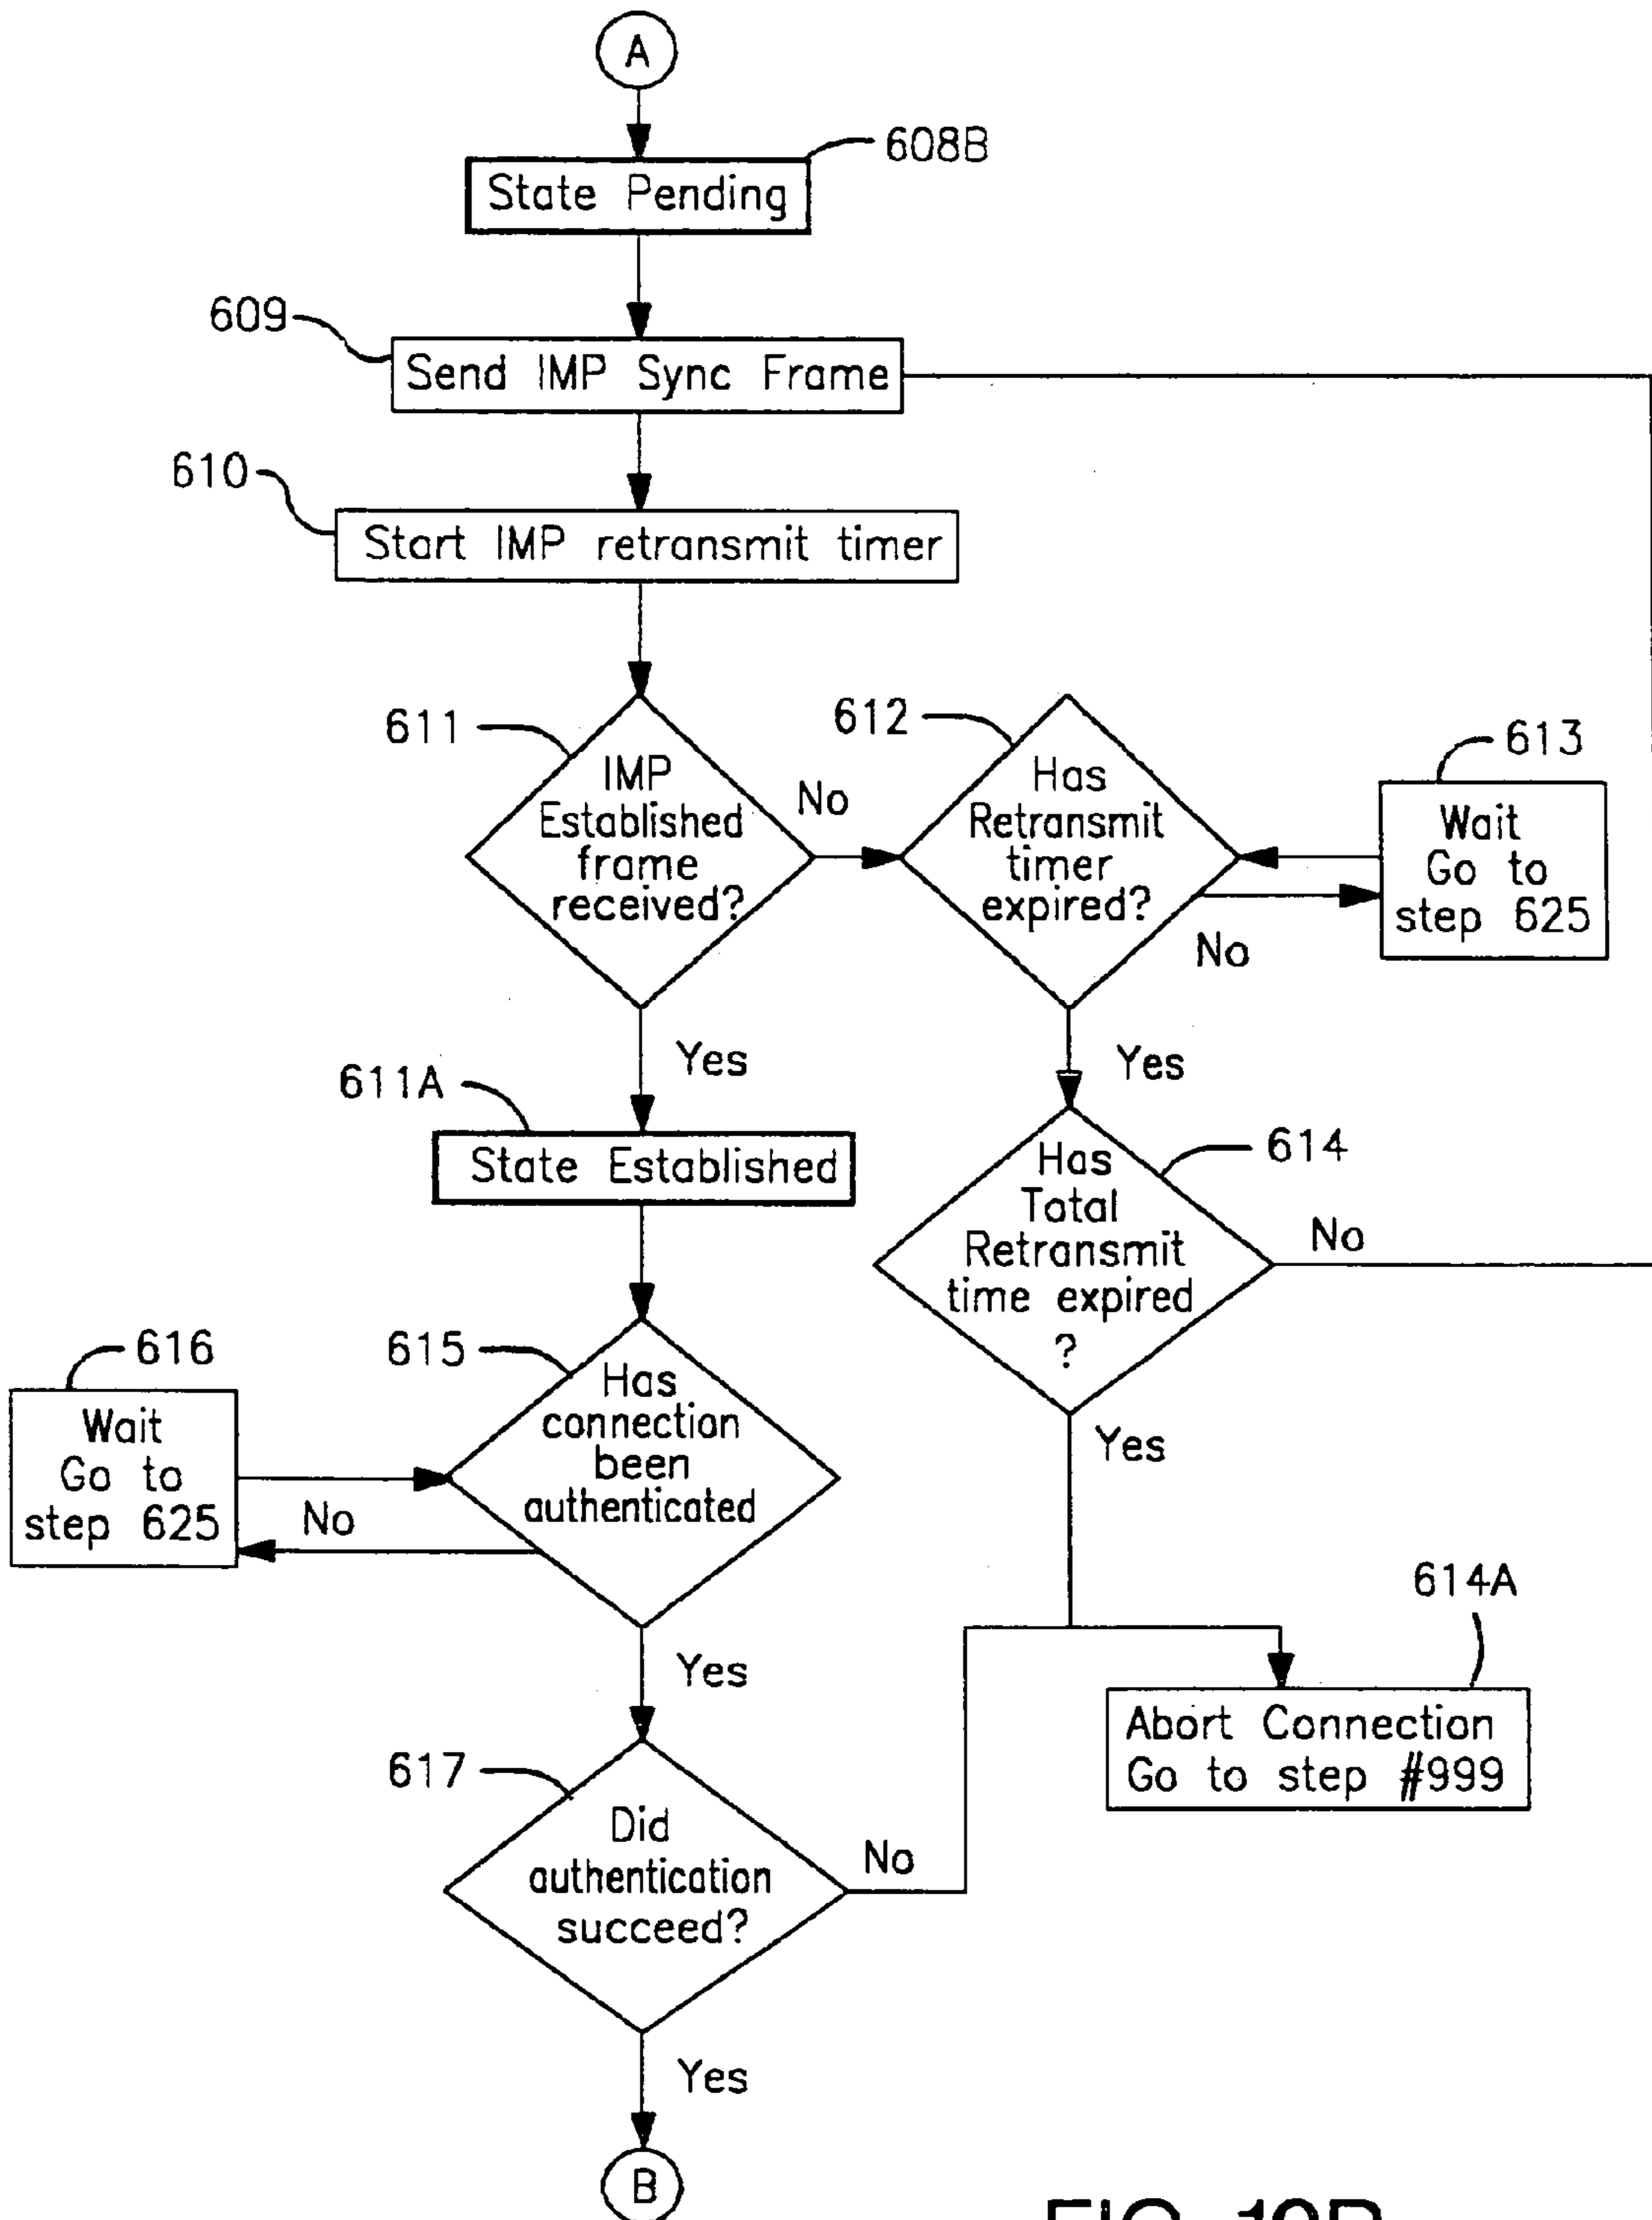 A
608B
State Pending
609
Send IMP Sync Frame
610
Start IMP retransmit timer
611
IMP
Established
frame
received?
No
612
Has
Retransmit
timer
expired?
613
Wait
Go to
step 625
No
Yes
Yes
611A
State Established
614
Has
Total
Retransmit
time expired
?
No
616
Wait
Go to
step 625
No
615
Has
connection
been
authenticated
Yes
614A
Abort Connection
Go to step #999
Yes
617
Did
authentication
succeed?
No
Yes
B